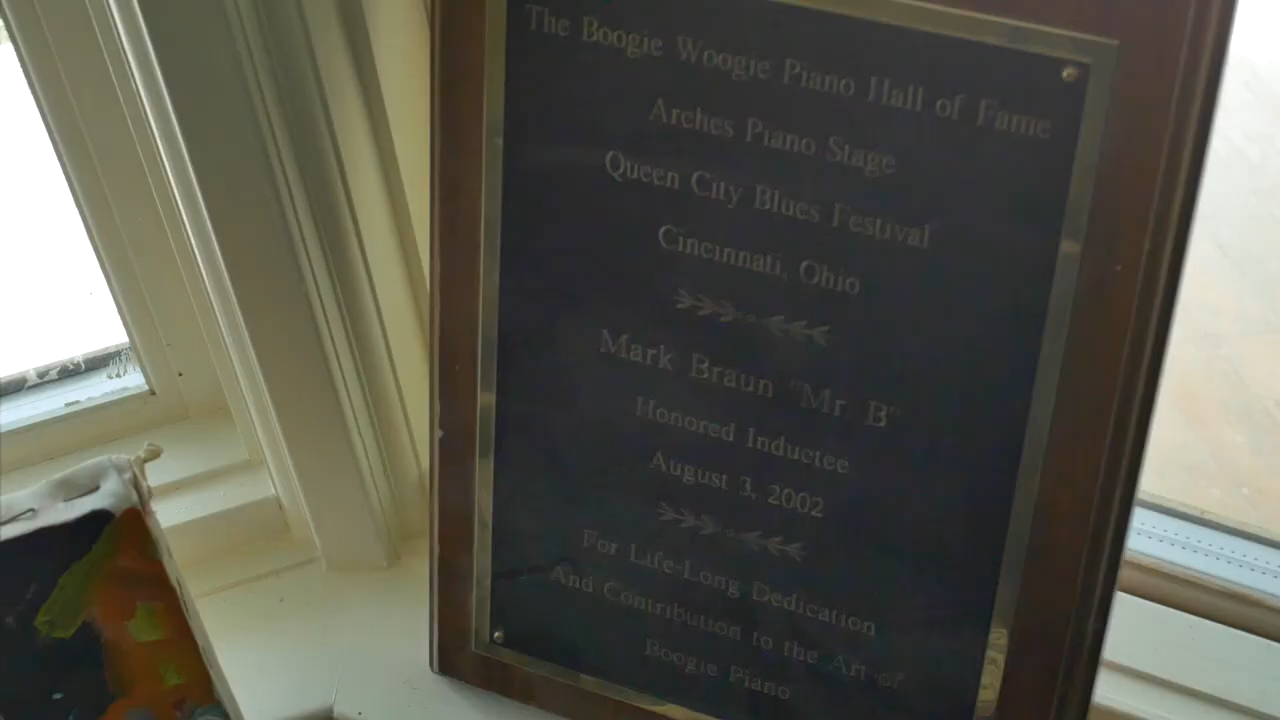 The Boogie Woogie Piano Hall of Fame
Arches Piano Stage
Queen City Blues Festival
Cincinnati, Ohio
Mark Braun "Mr. B"
Honored Inductee
August 3, 2002
For Life-Long Dedication
And Contribution to the Art of
Boogie Piano